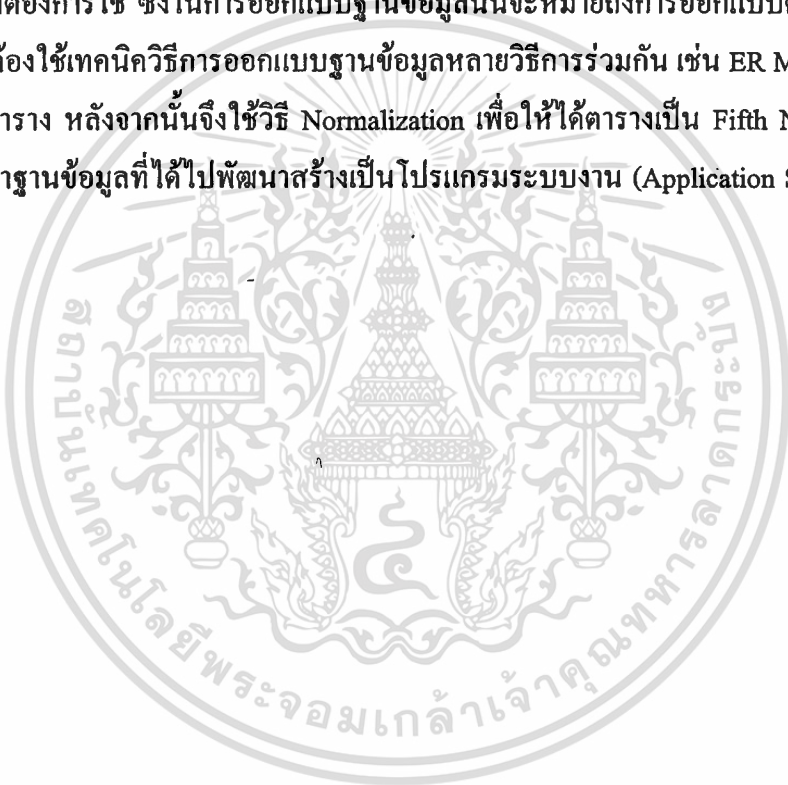 ต้องการใช้ ซึ่งในการออกแบบฐานข้อมูลนั้นจะหมายถึงการออกแบบ
ต้องใช้เทคนิควิธีการออกแบบฐานข้อมูลหลายวิธีการร่วมกัน เช่น ER
ตาราง หลังจากนั้นจึงใช้วิธี Normalization เพื่อให้ได้ตารางเป็น Fifth
ฐานข้อมูลที่ได้ไปพัฒนาสร้างเป็นโปรแกรมระบบงาน (Application
สถาบันเทคโนโลยีพระจอมเกล้าเจ้าคุณทหารลาดกระบัง